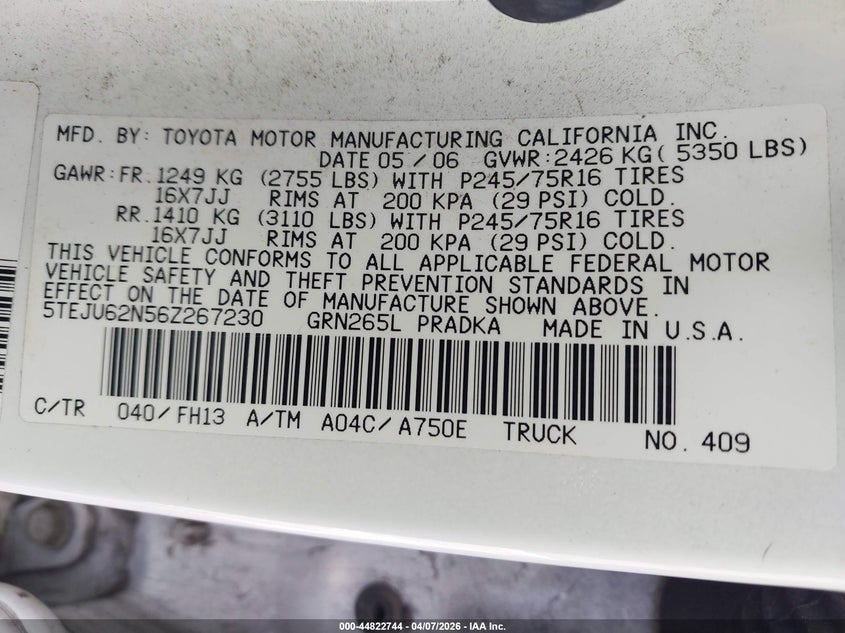 MFD. BY: TOYOTA MOTOR MANUFACTURING CALIFORNIA INC.
DATE 05 / 06 GVWR:2426 KG( 5350 LBS)
GAWR:FR.1249 KG (2755 LBS) WITH P245/75R16 TIRES
16X7JJ RIMS AT 200 KPA (29 PSI) COLD.
RR.1410 KG (3110 LBS) WITH P245/75R16 TIRES
16X7JJ RIMS AT 200 KPA (29 PSI) COLD.
THIS VEHICLE CONFORMS TO ALL APPLICABLE FEDERAL MOTOR
VEHICLE SAFETY AND THEFT PREVENTION STANDARDS IN
EFFECT ON THE DATE OF MANUFACTURE SHOWN ABOVE.
5TEJU62N56Z267230 GRN265L PRADKA MADE IN U.S.A.
C/TR 040/FH13 A/TM A04C/A750E TRUCK NO. 409
000-44822744 - 04/07/2026 - IAA Inc.